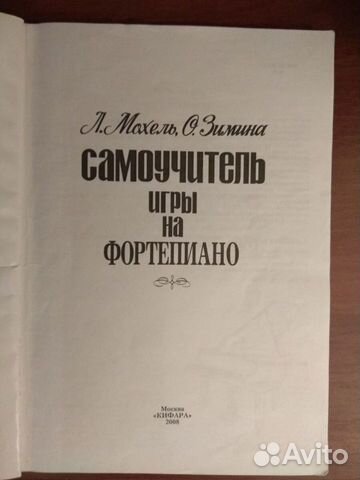 Л. Мохель, О. Зимина
САМОУЧИТЕЛЬ
ИГРЫ
НА
ФОРТЕПИАНО
Москва
«КИФАРА»
2008
Avito